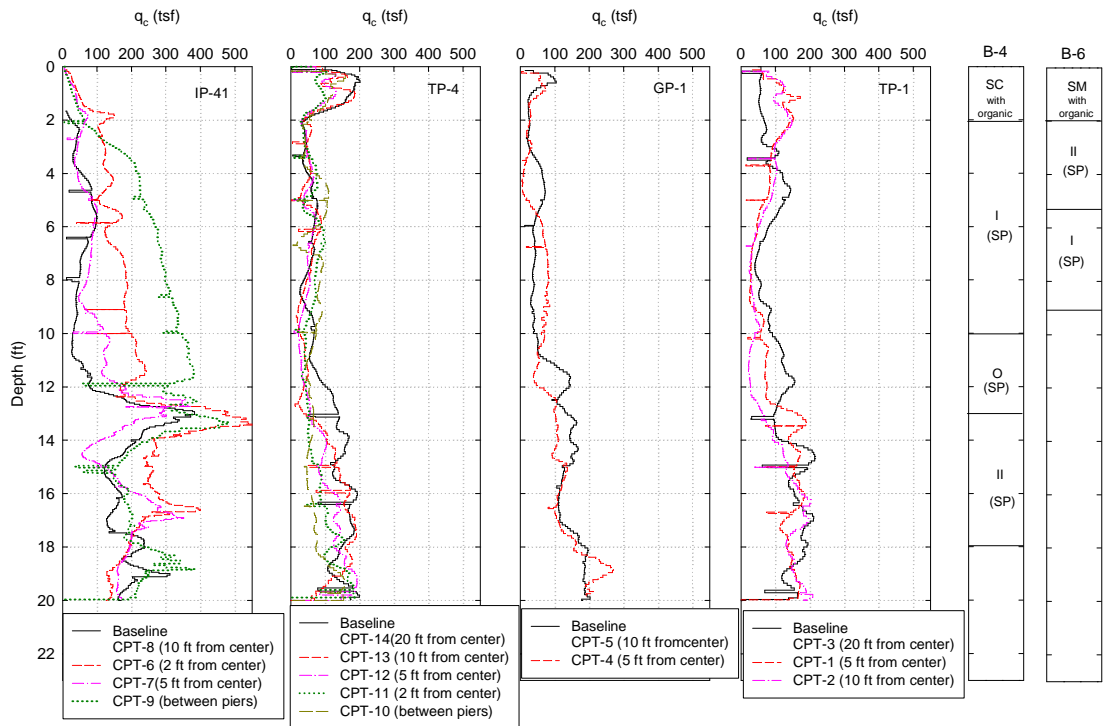 qc (tsf) qc (tsf) qc (tsf) qc (tsf)
0 100 200 300 400 500 0 100 200 300 400 500 0 100 200 300 400 500 0 100 200 300 400 500
B-4 B-6
IP-41 TP-4 GP-1 TP-1
0
2
4
6
8
10
12
14
16
18
20
22
Depth (ft)
SC
with
organic
I
(SP)
O
(SP)
II
(SP)
SM
with
organic
II
(SP)
I
(SP)
Baseline
CPT-8 (10 ft from center)
CPT-6 (2 ft from center)
CPT-7(5 ft from center)
CPT-9 (between piers)
Baseline
CPT-14(20 ft from center)
CPT-13 (10 ft from center)
CPT-12 (5 ft from center)
CPT-11 (2 ft from center)
CPT-10 (between piers)
Baseline
CPT-5 (10 ft fromcenter)
CPT-4 (5 ft from center)
Baseline
CPT-3 (20 ft from center)
CPT-1 (5 ft from center)
CPT-2 (10 ft from center)